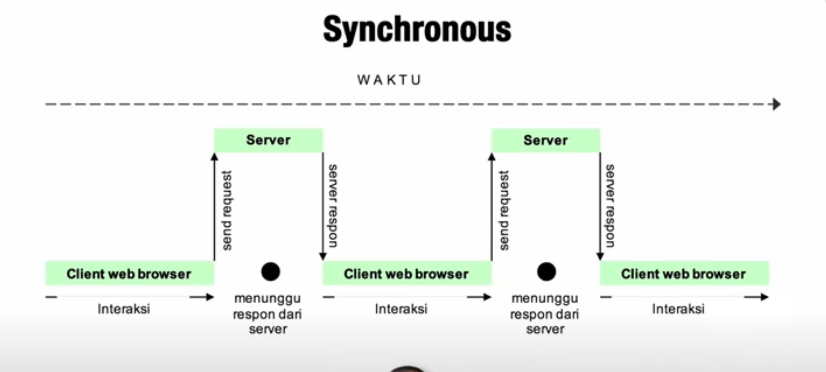 Synchronous
WAKTU
Server
Server
send request
server respon
send request
server respon
Client web browser
Client web browser
Client web browser
Interaksi
menunggu
respon dari
server
Interaksi
menunggu
respon dari
server
Interaksi